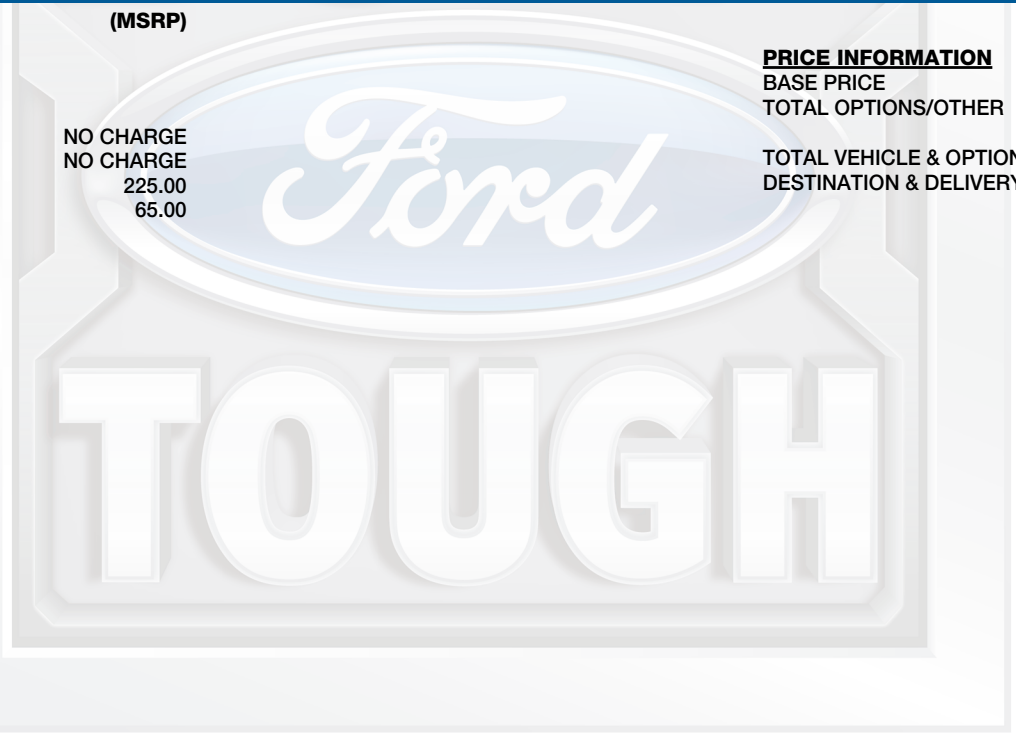 (MSRP)
NO CHARGE
NO CHARGE
225.00
65.00
PRICE INFORMATION
BASE PRICE
TOTAL OPTIONS/OTHER
TOTAL VEHICLE & OPTION
DESTINATION & DELIVERY
Ford
TOUGH